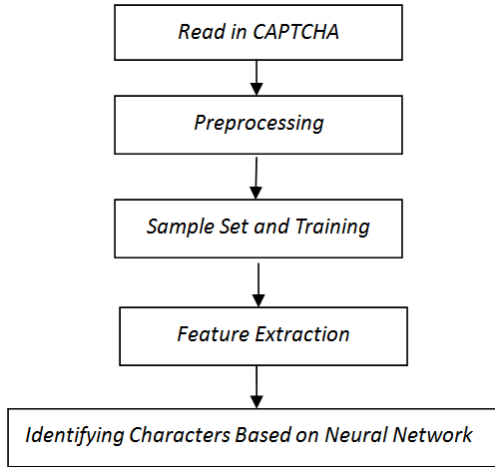 Read in CAPTCHA
Preprocessing
Sample Set and Training
Feature Extraction
Identifying Characters Based on Neural Network